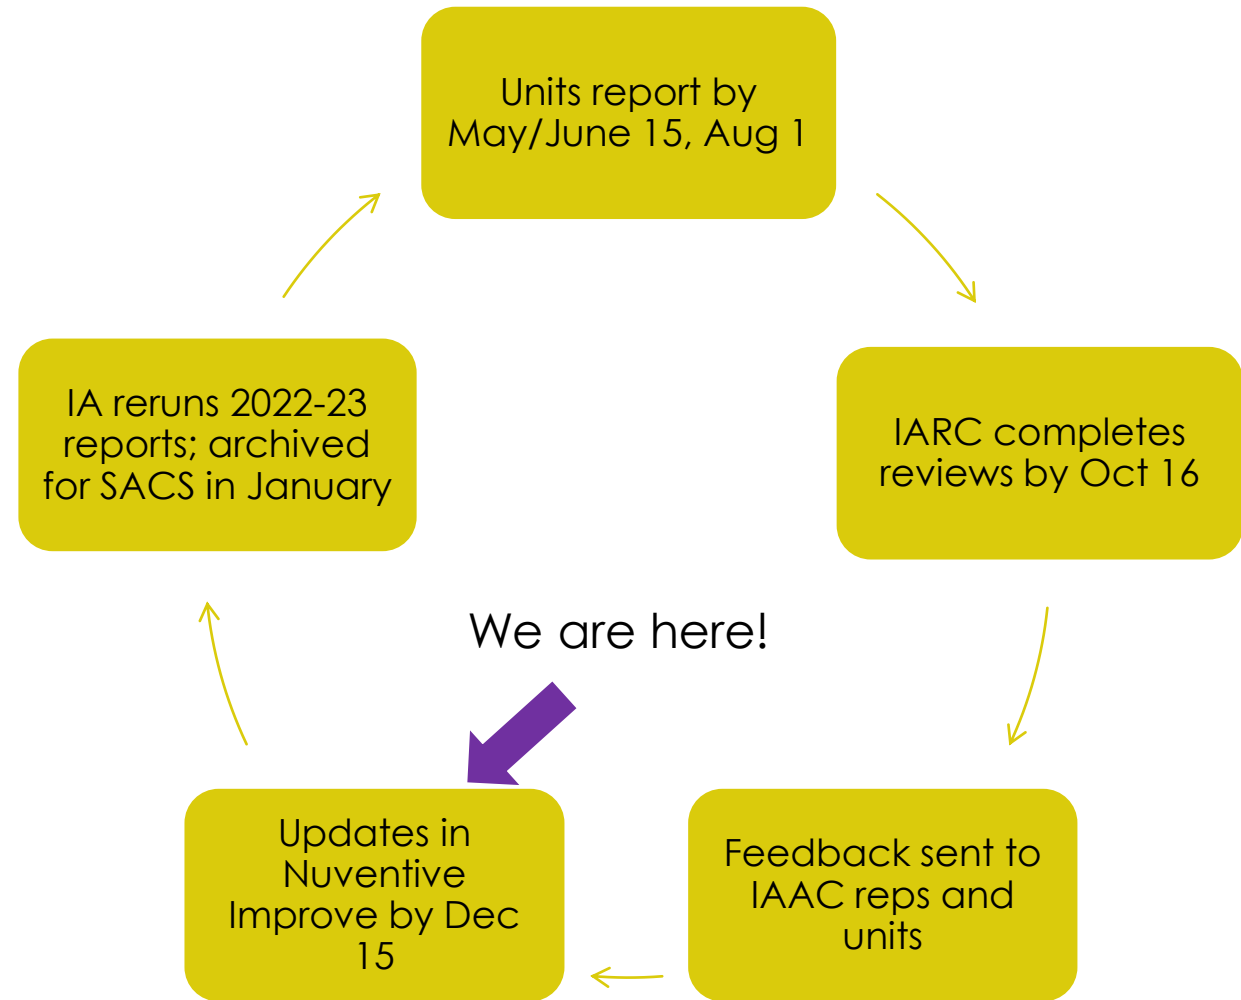 Units report by
May/June 15, Aug 1
IARC completes
reviews by Oct 16
Feedback sent to
IAAC reps and
units
We are here!
Updates in
Nuventive
Improve by Dec
15
IA reruns 2022-23
reports; archived
for SACS in January